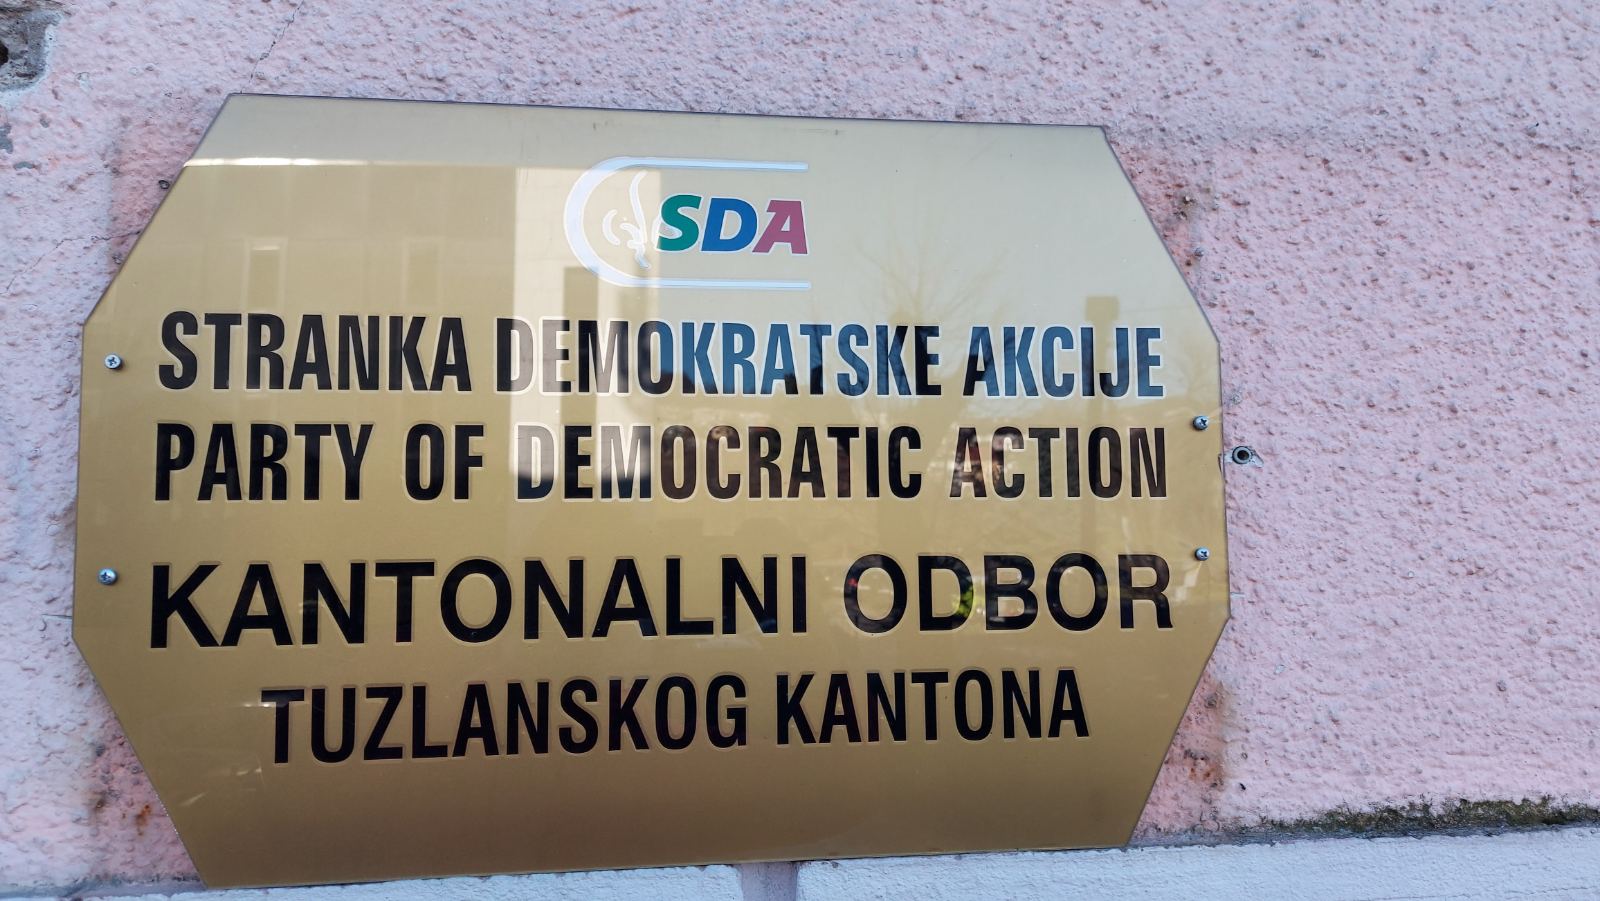 SDA
STRANKA DEMOKRATSKE AKCIJE
PARTY OF DEMOCRATIC ACTION
KANTONALNI ODBOR
TUZLANSKOG KANTONA